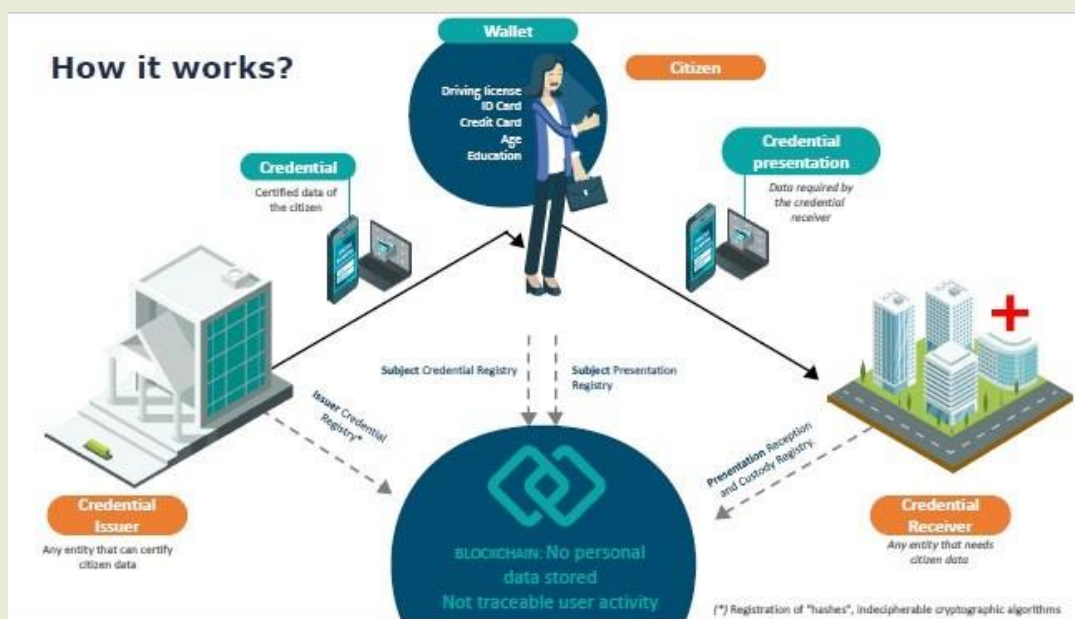 How it works?
Wallet
Citizen
Driving license
ID Card
Credit Card
Age
Education
Credential
Certified data of
the citizen
Credential
presentation
Data required by
the credential
receiver
Subject Credential Registry
Subject Presentation
Registry
Issuer Credential
Registry*
Presentation Reception
and Custody Registry.
Credential
Issuer
Any entity that can certify
citizen data
Credential
Receiver
Any entity that needs
citizen data
BLOCKCHAIN: No personal
data stored
Not traceable user activity
(*) Registration of "hashes", indecipherable cryptographic algorithms